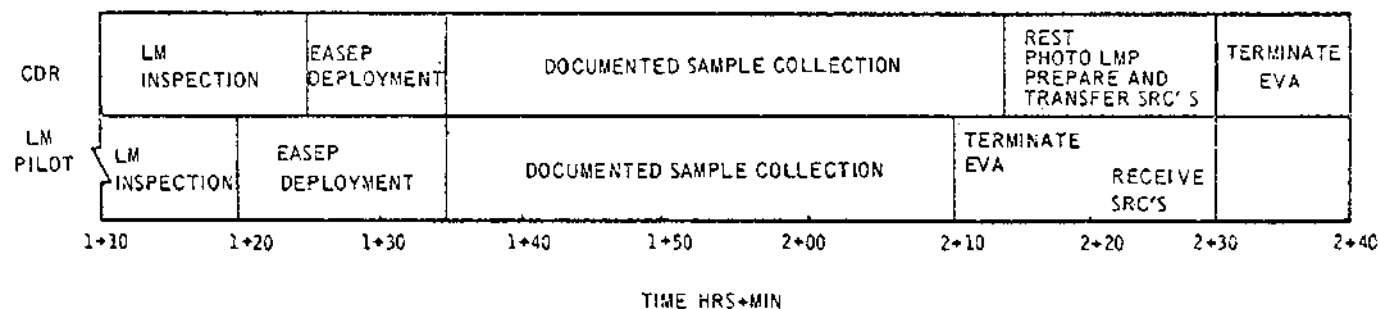 CDR
LM
INSPECTION
EASEP
DEPLOYMENT
DOCUMENTED SAMPLE COLLECTION
REST
PHOTO LMP
PREPARE AND
TRANSFER SRC'S
TERMINATE
EVA
LM
PILOT
LM
INSPECTION
EASEP
DEPLOYMENT
DOCUMENTED SAMPLE COLLECTION
TERMINATE
EVA
RECEIVE
SRC'S
1+10 1+20 1+30 1+40 1+50 2+00 2+10 2+20 2+30 2+40
TIME HRS+MIN